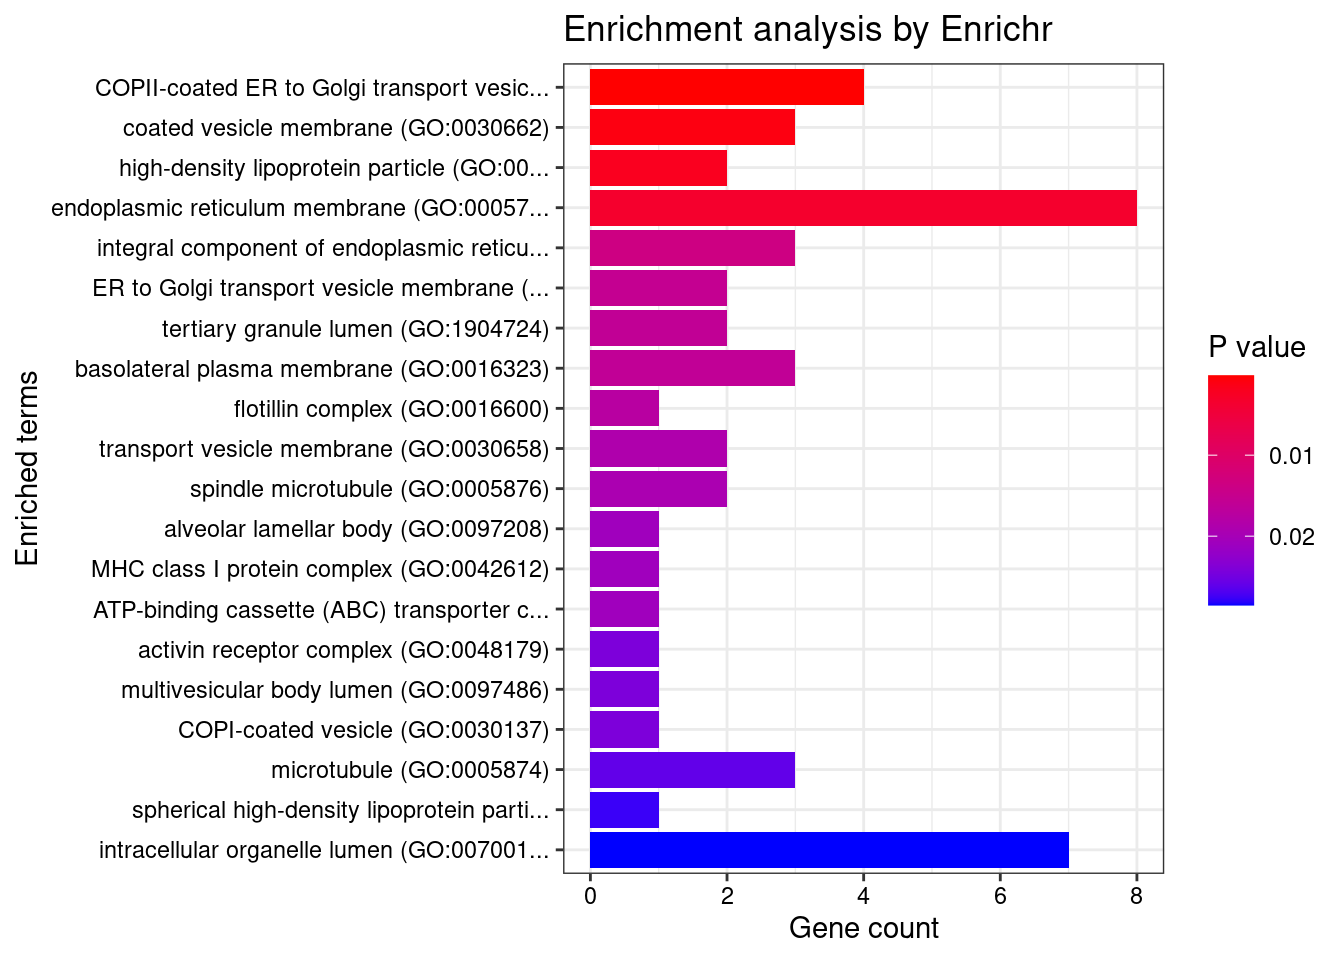 Enrichment analysis by Enrichr
COPII-coated ER to Golgi transport vesic...
coated vesicle membrane (GO:0030662)
high-density lipoprotein particle (GO:00...
endoplasmic reticulum membrane (GO:00057...
integral component of endoplasmic reticu...
ER to Golgi transport vesicle membrane (...
tertiary granule lumen (GO:1904724)
basolateral plasma membrane (GO:0016323)
flotillin complex (GO:0016600)
transport vesicle membrane (GO:0030658)
spindle microtubule (GO:0005876)
alveolar lamellar body (GO:0097208)
MHC class I protein complex (GO:0042612)
ATP-binding cassette (ABC) transporter c...
activin receptor complex (GO:0048179)
multivesicular body lumen (GO:0097486)
COPI-coated vesicle (GO:0030137)
microtubule (GO:0005874)
spherical high-density lipoprotein parti...
intracellular organelle lumen (GO:007001...
Enriched terms
0 2 4 6 8
Gene count
P value
0.01
0.02